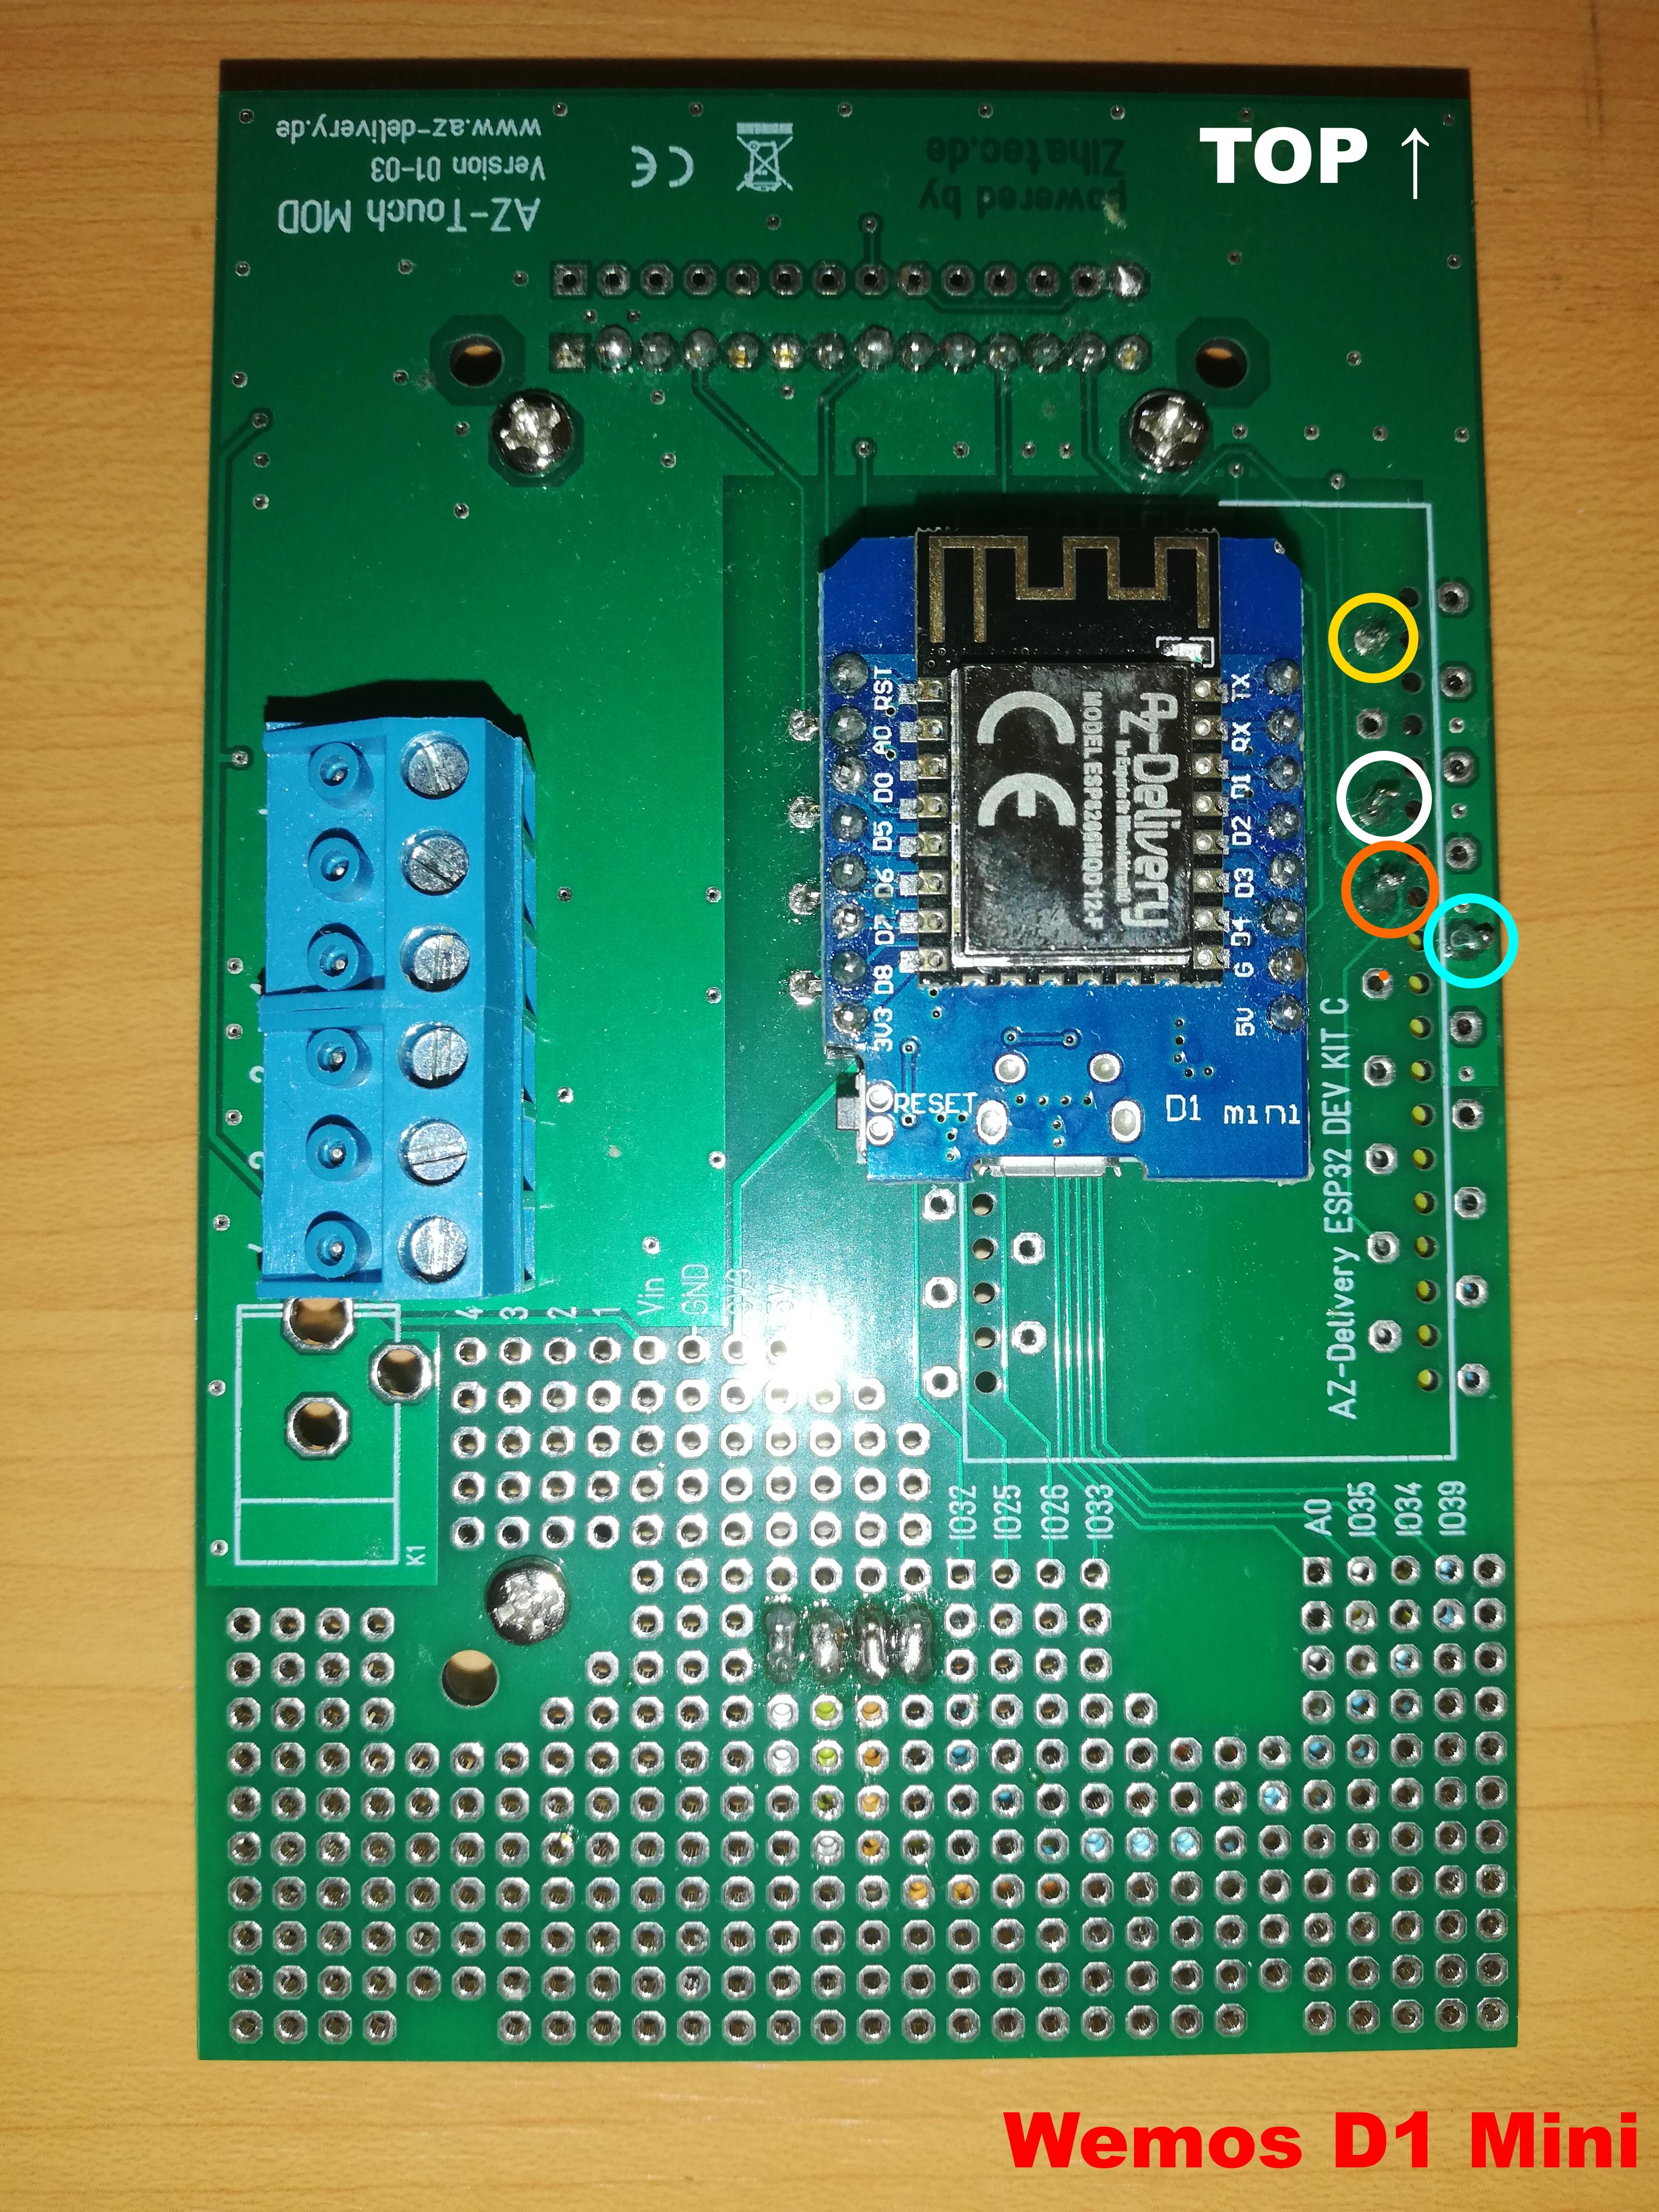 TOP ↑
www.az-delivery.de
Version 01-03
AZ-Touch MOD
CE
powered by
Zihatec.de
RST
A0
D0
D5
D6
D7
D8
3V3
TX
RX
D1
D2
D3
D4
G
5V
AZ-Delivery
MODEL ESP8266MOD 12-F
CE
RESET
D1 mini
AZ-Delivery ESP32 DEV KIT C
4
3
2
1
Vin
GND
3V3
5V
K1
IO32
IO25
IO26
IO33
A0
IO35
IO34
IO39
Wemos D1 Mini